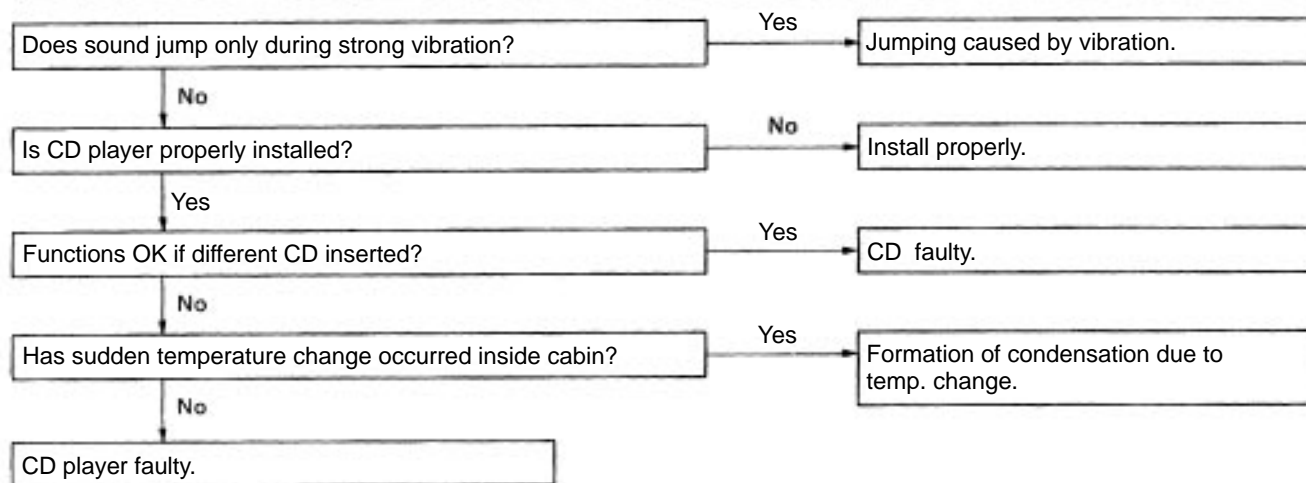 Does sound jump only during strong vibration?
Yes
Jumping caused by vibration.
No
Is CD player properly installed?
No
Install properly.
Yes
Functions OK if different CD inserted?
Yes
CD faulty.
No
Has sudden temperature change occurred inside cabin?
Yes
Formation of condensation due to
temp. change.
No
CD player faulty.